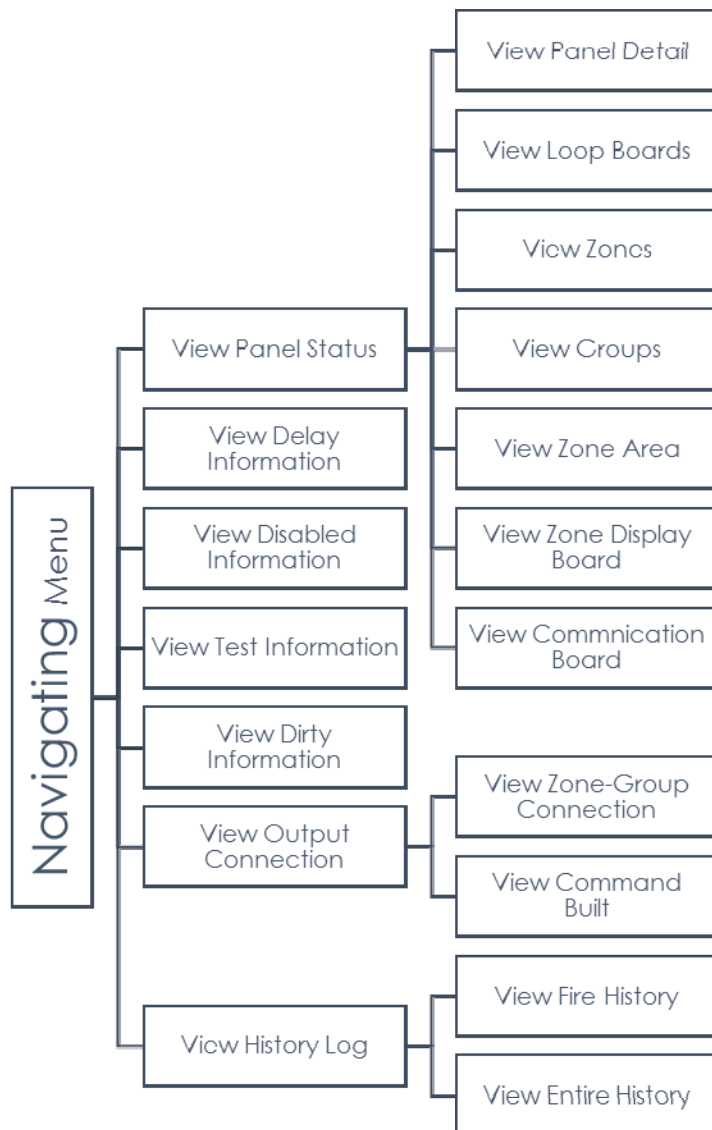 Navigating Menu
View Panel Status
View Panel Detail
View Loop Boards
View Zones
View Groups
View Zone Area
View Zone Display
Board
View Commnication
Board
View Delay
Information
View Disabled
Information
View Test Information
View Dirty
Information
View Output
Connection
View Zone-Group
Connection
View Command
Built
View History Log
View Fire History
View Entire History